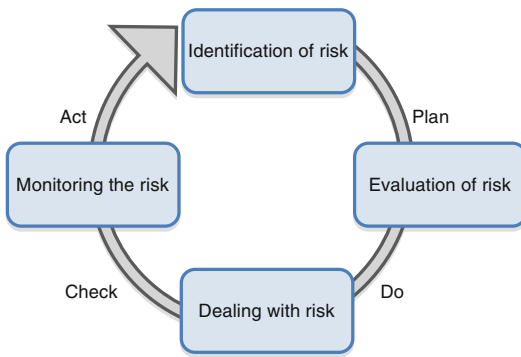 Identification of risk
Act
Plan
Monitoring the risk
Evaluation of risk
Check
Do
Dealing with risk